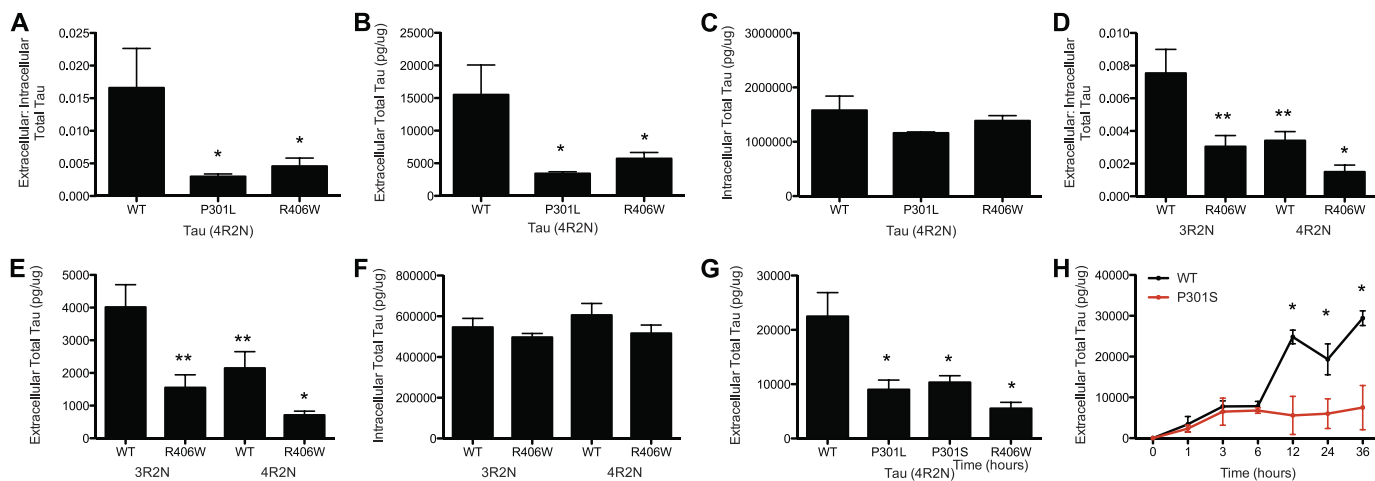 A
Extracellular: Intracellular
Total Tau
0.025
0.020
0.015
0.010
0.005
0.000
*
*
WT
P301L
R406W
Tau (4R2N)
B
Extracellular Total Tau (pg/ug)
25000
20000
15000
10000
5000
0
*
*
WT
P301L
R406W
Tau (4R2N)
C
Intracellular Total Tau (pg/ug)
3000000
2000000
1000000
0
WT
P301L
R406W
Tau (4R2N)
D
Extracellular: Intracellular
Total Tau
0.010
0.008
0.006
0.004
0.002
0.000
**
**
*
WT
R406W
WT
R406W
3R2N
4R2N
E
Extracellular Total Tau (pg/ug)
5000
4000
3000
2000
1000
0
**
**
*
WT
R406W
WT
R406W
3R2N
4R2N
F
Intracellular Total Tau (pg/ug)
800000
600000
400000
200000
0
WT
R406W
WT
R406W
3R2N
4R2N
G
Extracellular Total Tau (pg/ug)
30000
20000
10000
0
*
*
*
WT
P301L
P301S
R406W
Tau (4R2N)
Time (hours)
H
Extracellular Total Tau (pg/ug)
40000
30000
20000
10000
0
WT
P301S
*
*
*
0
1
3
6
12
24
36
Time (hours)